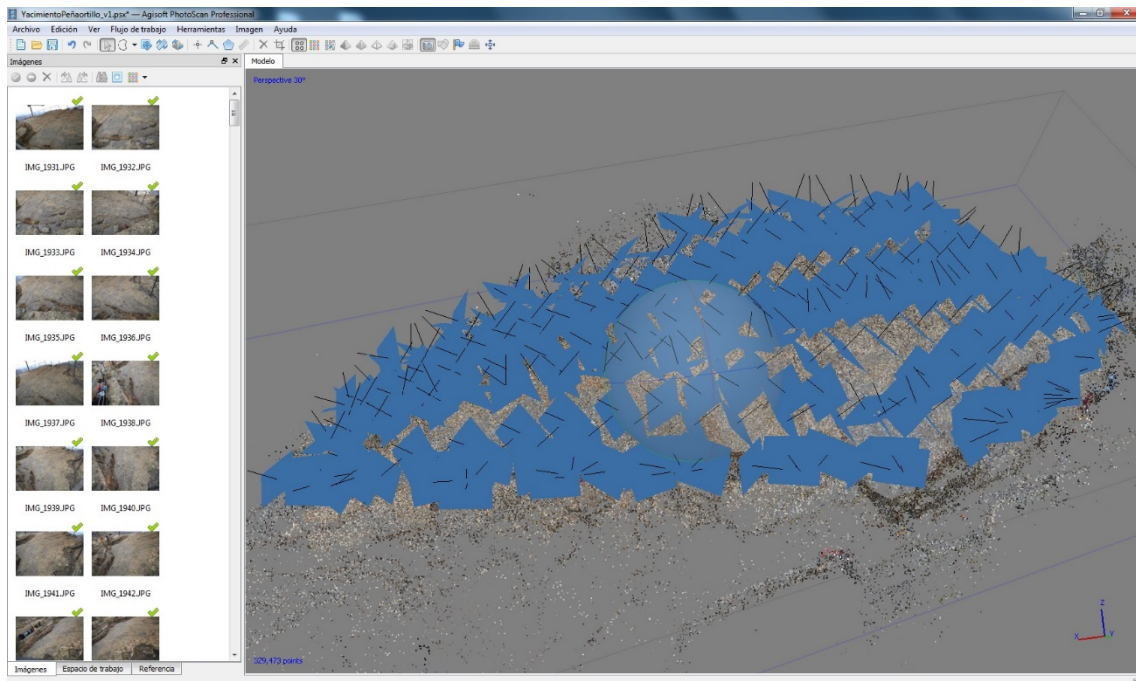 YacimientoPeñaortillo_v1.psx* — Agisoft PhotoScan Professional
Archivo Edición Ver Flujo de trabajo Herramientas Imagen Ayuda
Imágenes
Modelo
Perspective 30°
IMG_1931.JPG IMG_1932.JPG
IMG_1933.JPG IMG_1934.JPG
IMG_1935.JPG IMG_1936.JPG
IMG_1937.JPG IMG_1938.JPG
IMG_1939.JPG IMG_1940.JPG
IMG_1941.JPG IMG_1942.JPG
329,473 points
Z
X Y
Imágenes Espacio de trabajo Referencia